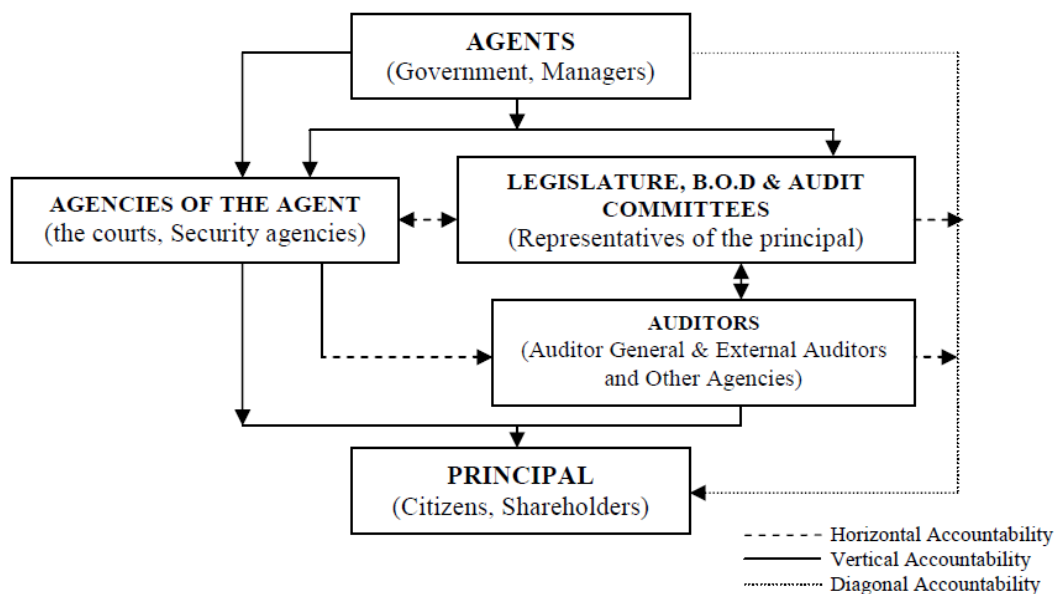 AGENTS
(Government, Managers)
AGENCIES OF THE AGENT
(the courts, Security agencies)
LEGISLATURE, B.O.D & AUDIT
COMMITTEES
(Representatives of the principal)
AUDITORS
(Auditor General & External Auditors
and Other Agencies)
PRINCIPAL
(Citizens, Shareholders)
Horizontal Accountability
Vertical Accountability
Diagonal Accountability